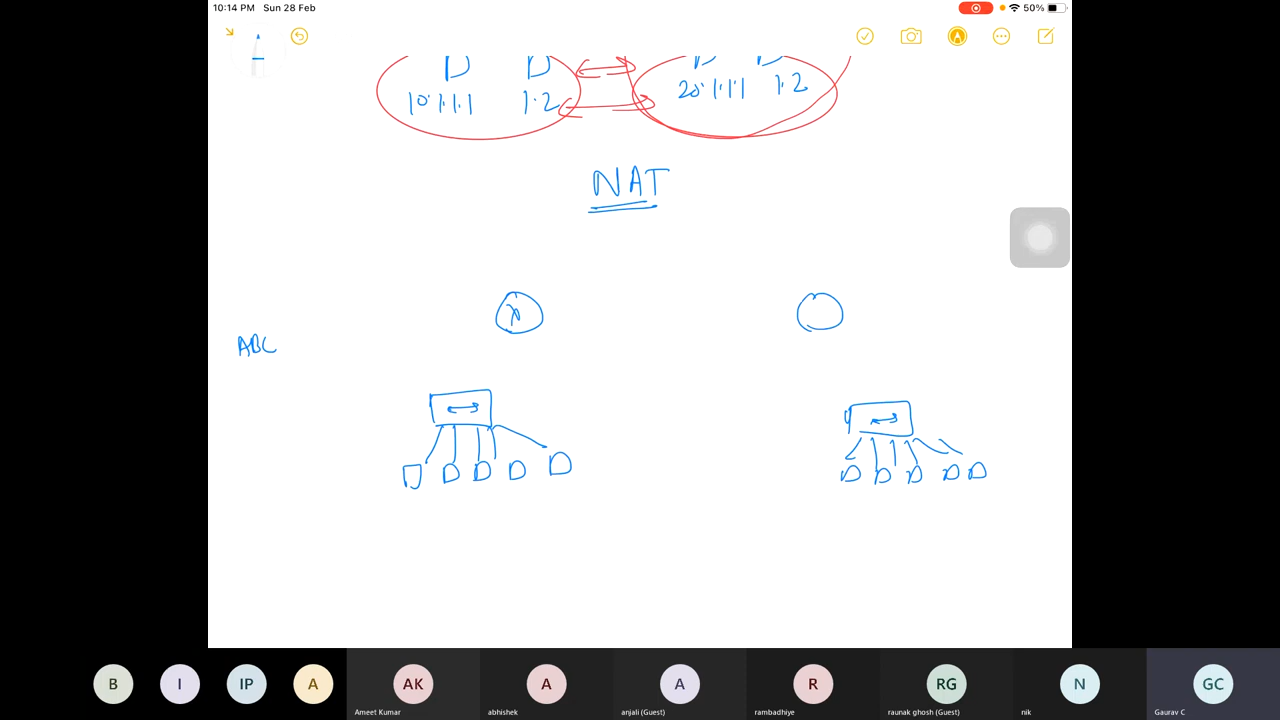 10:14 PM Sun 28 Feb 50%
10.1.1.1 1.2 20.1.1.1 1.2
NAT
ABC
B I IP A AK A A R RG N GC
Ameet Kumar abhishek anjali (Guest) rambadhiye raunak ghosh (Guest) nik Gaurav C